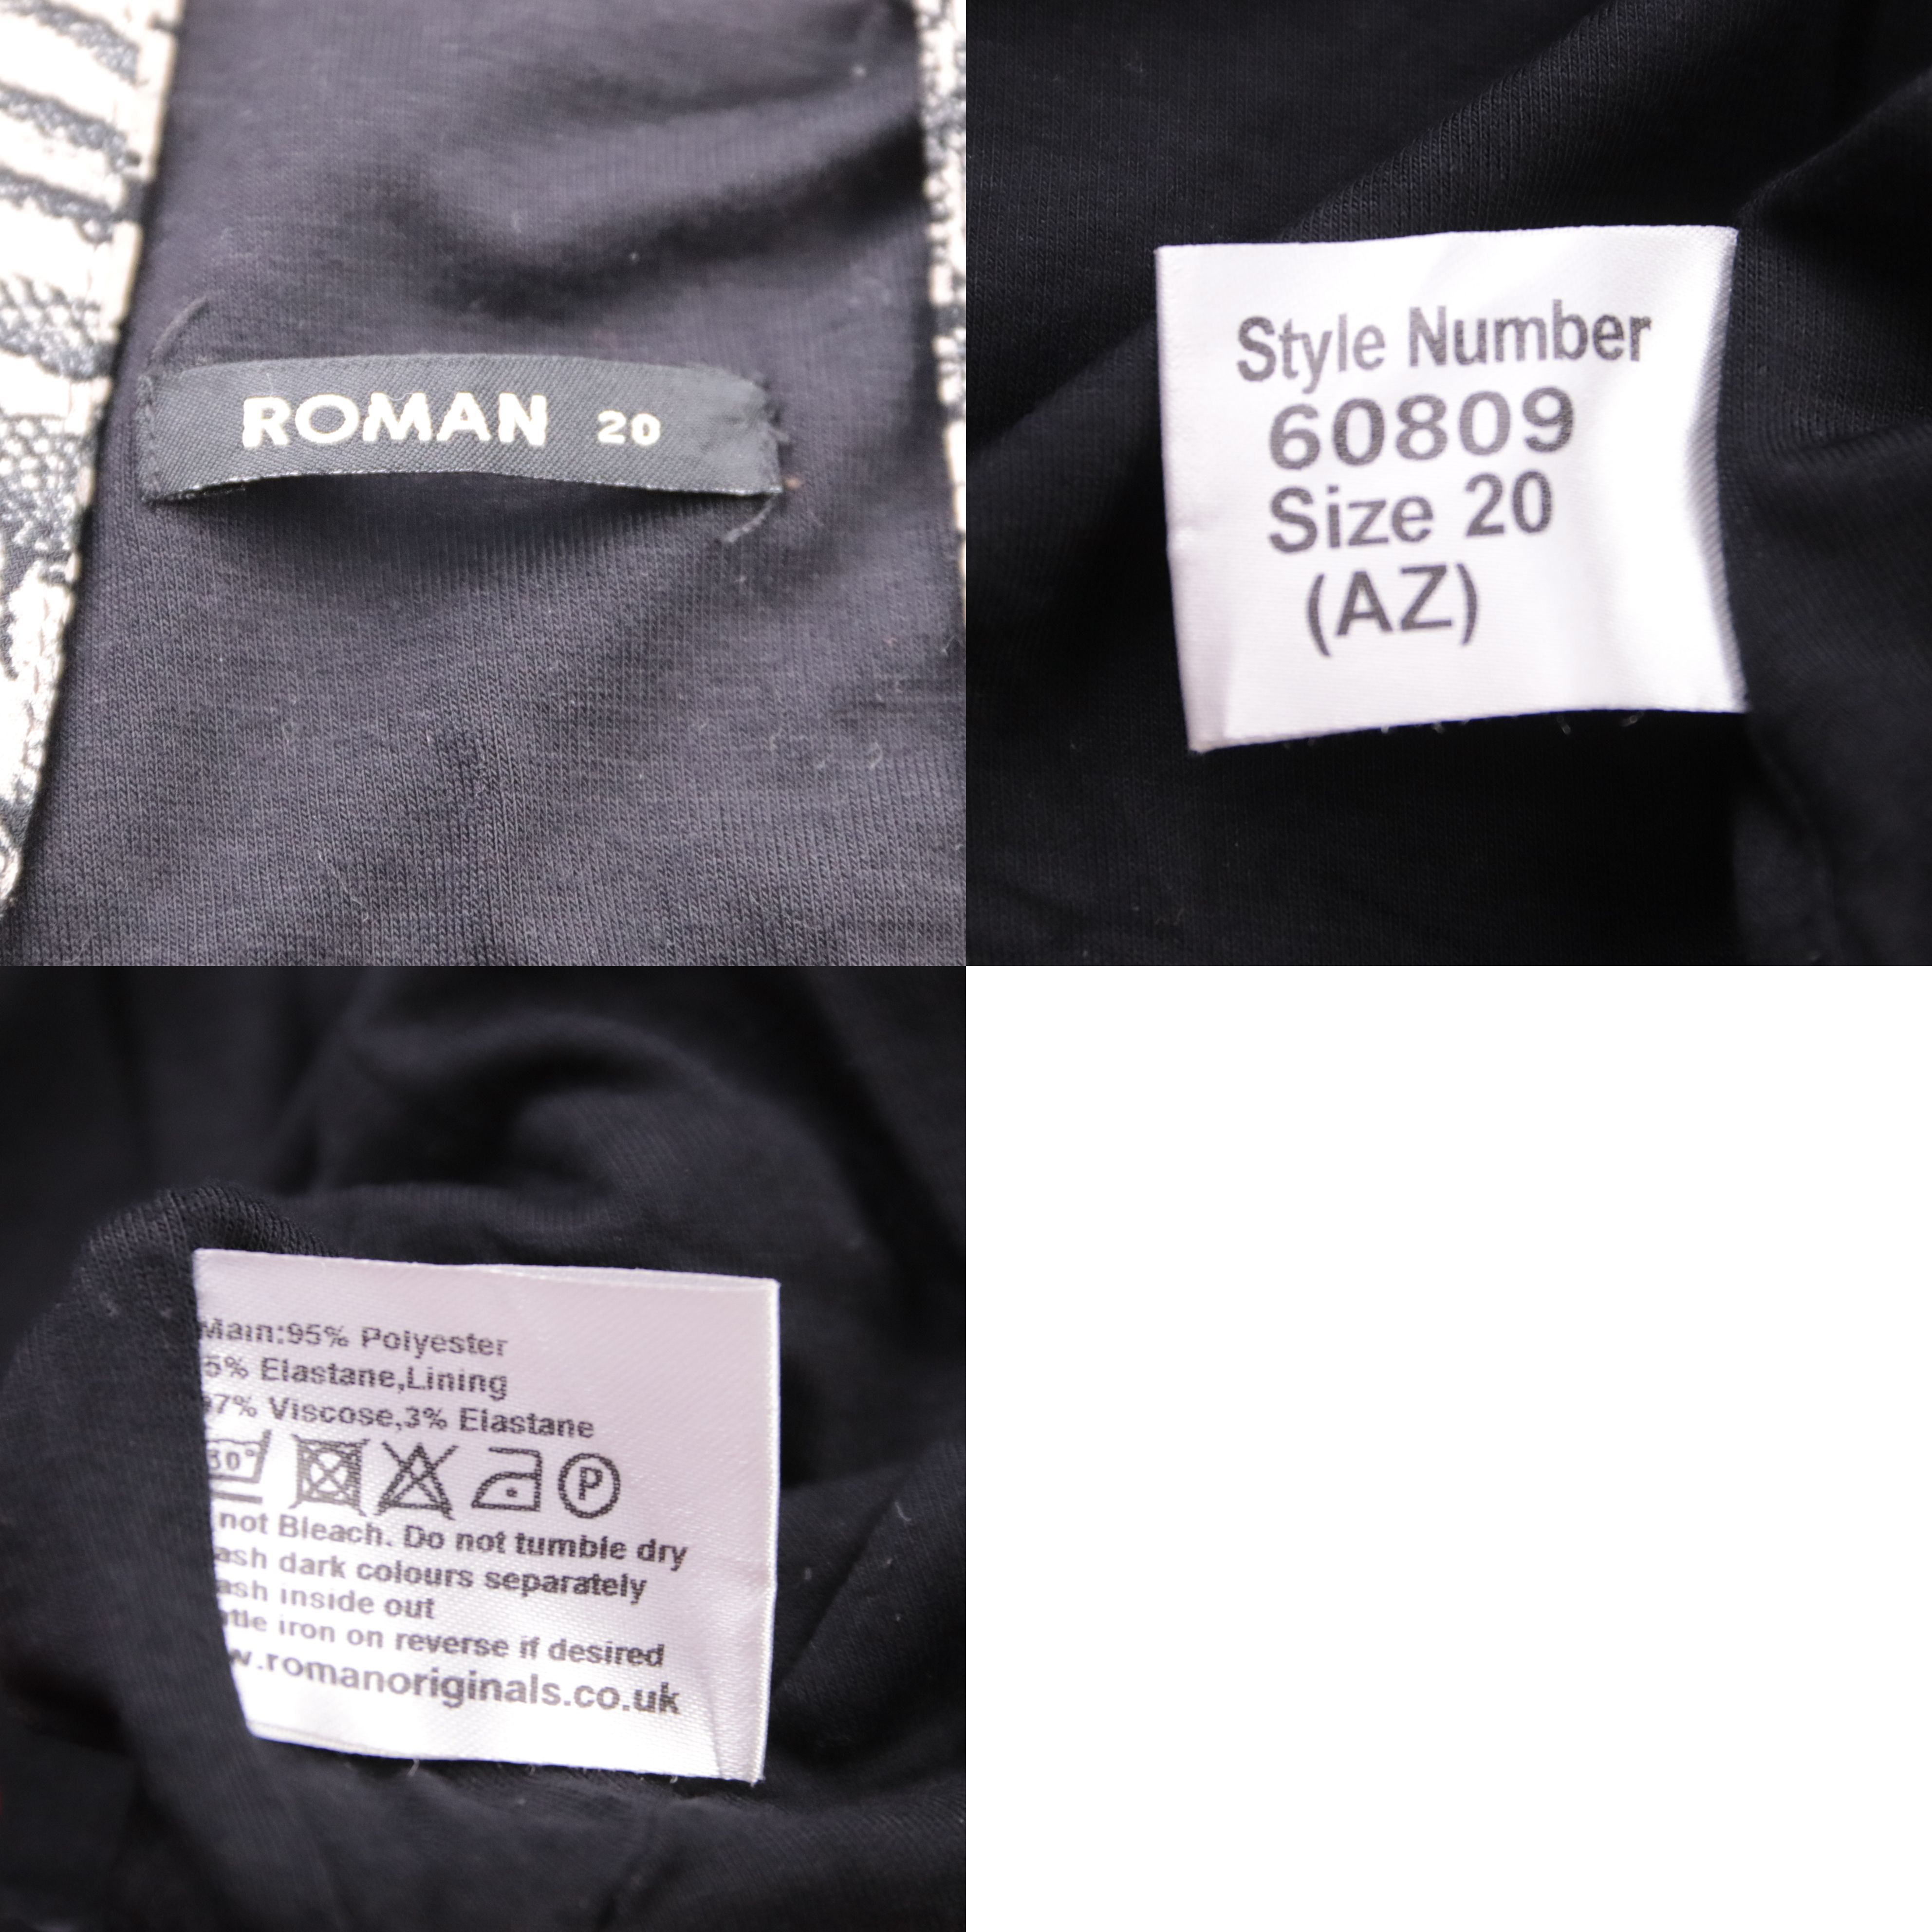 ROMAN 20
Style Number
60809
Size 20
(AZ)
Main:95% Polyester
5% Elastane,Lining
7% Viscose,3% Elastane
30°
P
not Bleach. Do not tumble dry
ash dark colours separately
ash inside out
tle iron on reverse if desired
w.romanoriginals.co.uk